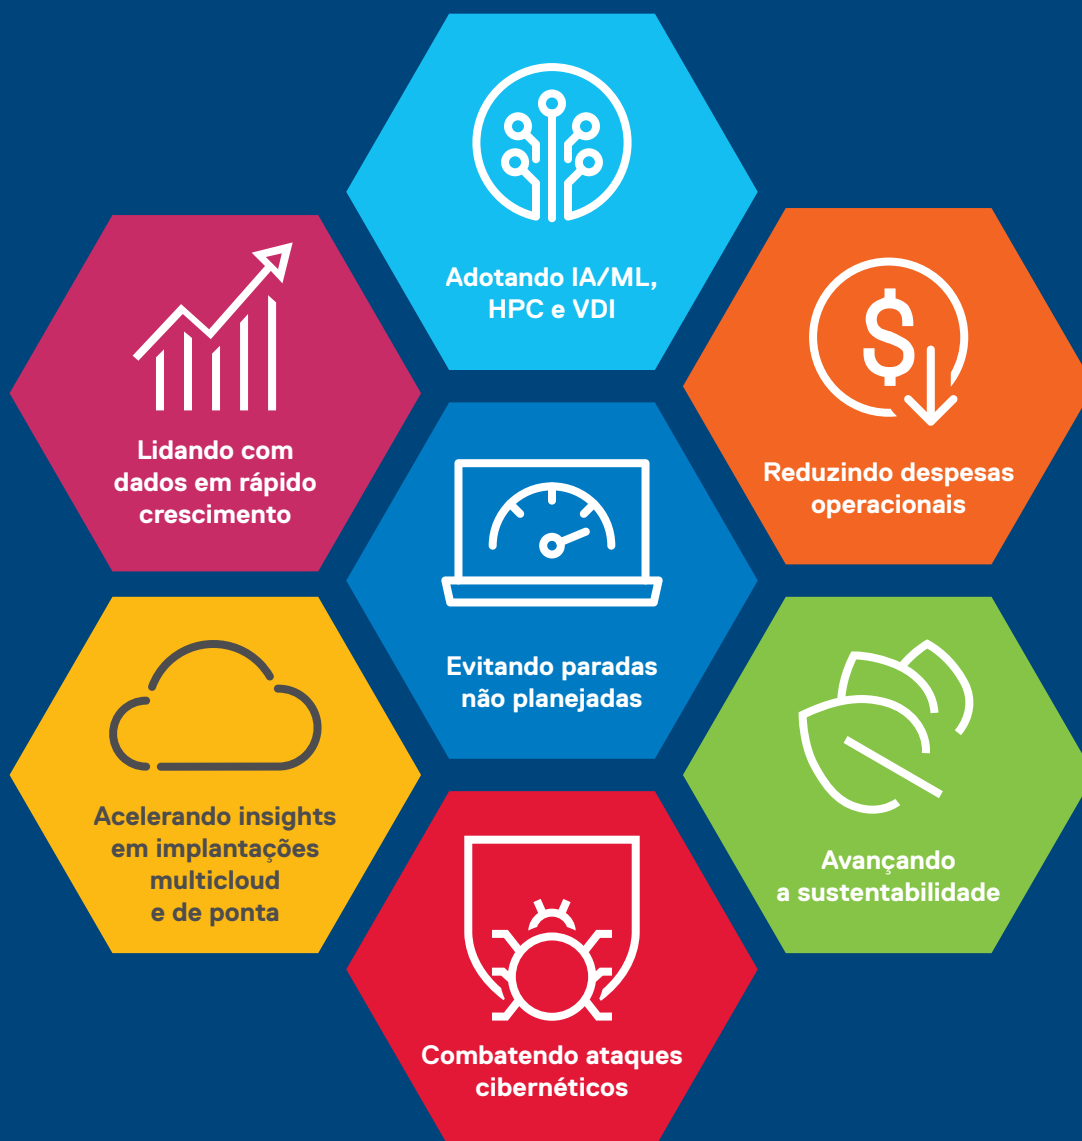 Adotando IA/ML,
HPC e VDI
Lidando com
dados em rápido
crescimento
Reduzindo despesas
operacionais
Evitando paradas
não planejadas
Acelerando insights
em implantações
multicloud
e de ponta
Avançando
a sustentabilidade
Combatendo ataques
cibernéticos